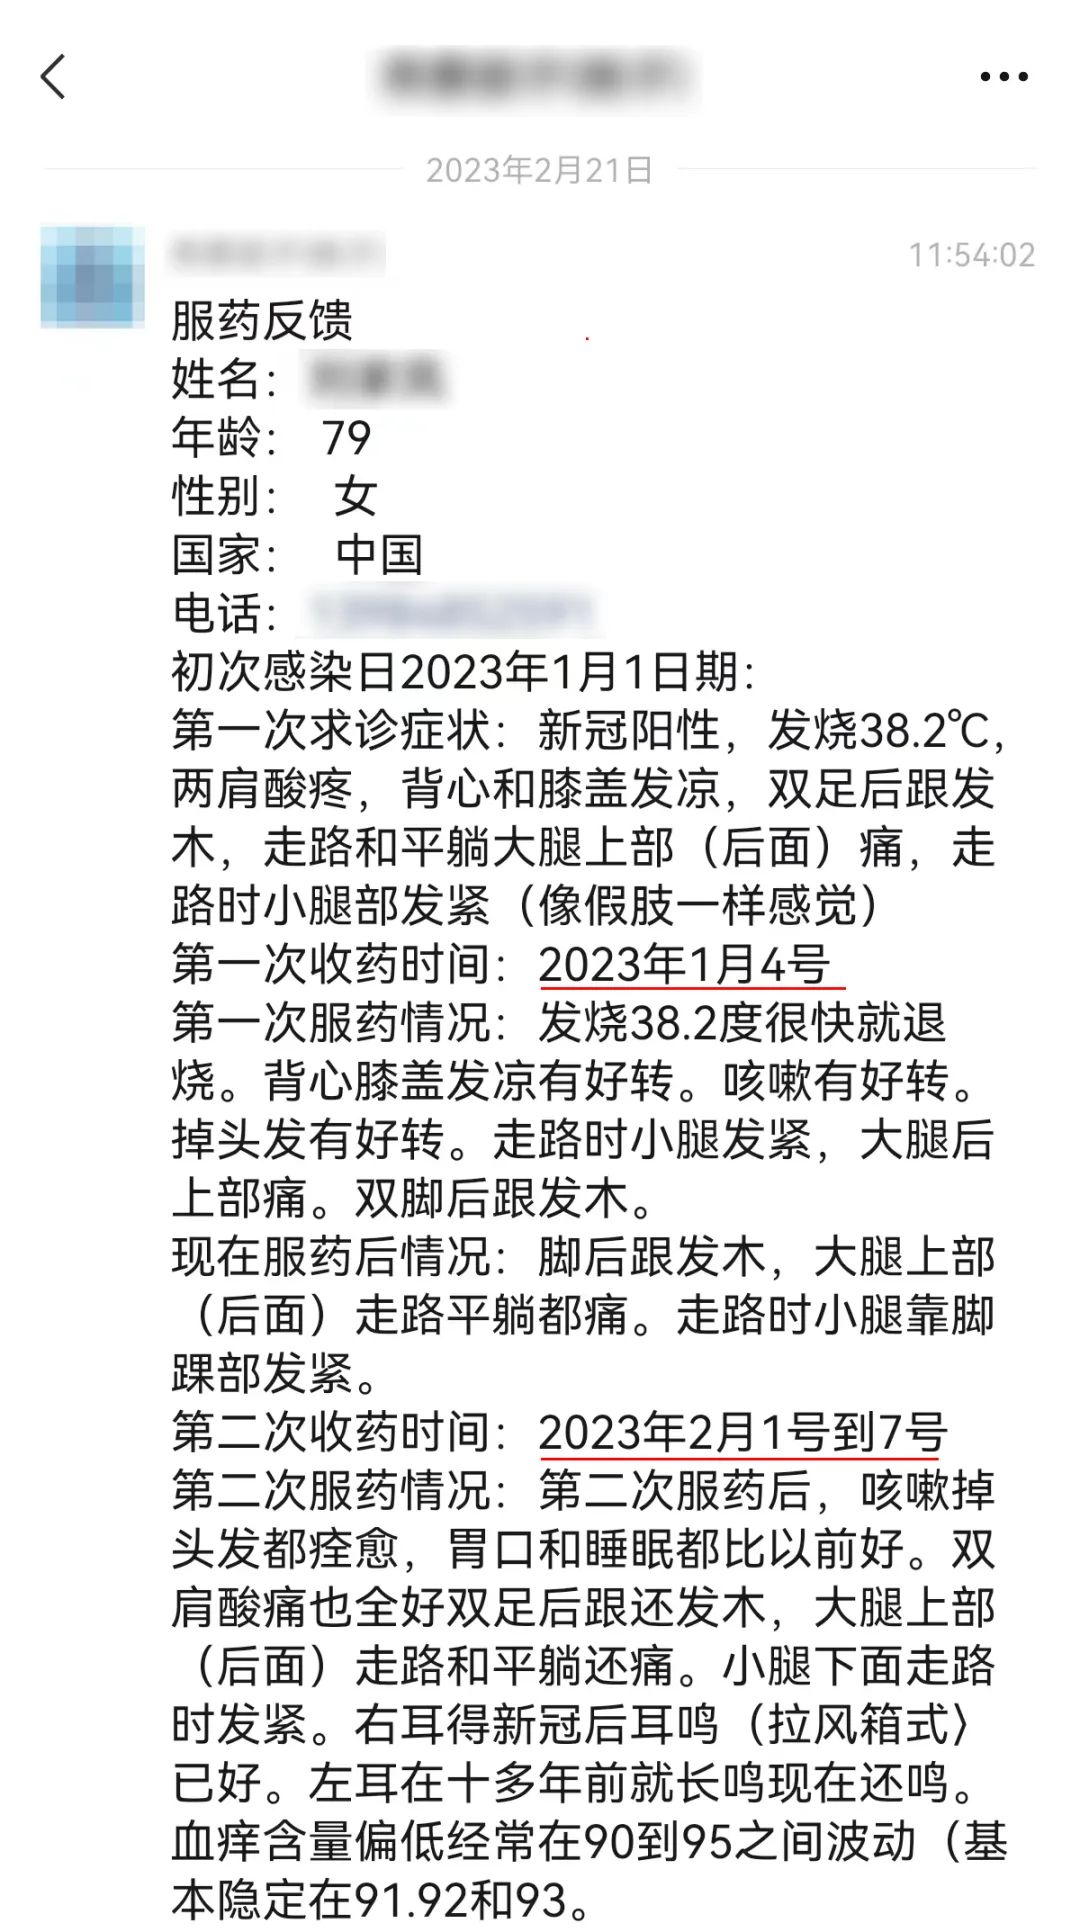 2023年2月21日
11:54:02
服药反馈
姓名：
年龄： 79
性别： 女
国家： 中国
电话：
初次感染日2023年1月1日期：
第一次求诊症状：新冠阳性，发烧38.2℃，
两肩酸疼，背心和膝盖发凉，双足后跟发
木，走路和平躺大腿上部（后面）痛，走
路时小腿部发紧（像假肢一样感觉）
第一次收药时间：2023年1月4号
第一次服药情况：发烧38.2度很快就退
烧。背心膝盖发凉有好转。咳嗽有好转。
掉头发有好转。走路时小腿发紧，大腿后
上部痛。双脚后跟发木。
现在服药后情况：脚后跟发木，大腿上部
（后面）走路平躺都痛。走路时小腿靠脚
踝部发紧。
第二次收药时间：2023年2月1号到7号
第二次服药情况：第二次服药后，咳嗽掉
头发都痊愈，胃口和睡眠都比以前好。双
肩酸痛也全好双足后跟还发木，大腿上部
（后面）走路和平躺还痛。小腿下面走路
时发紧。右耳得新冠后耳鸣（拉风箱式〉
已好。左耳在十多年前就长鸣现在还鸣。
血痒含量偏低经常在90到95之间波动（基
本隐定在91.92和93。